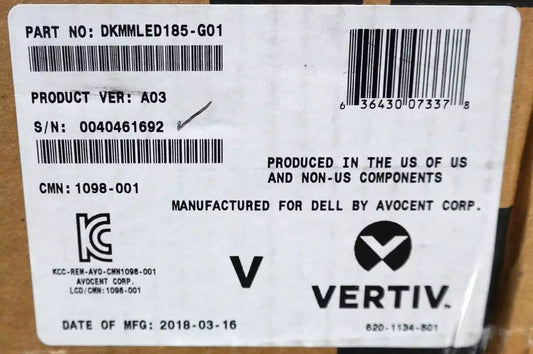 PART NO: DKMMLED185-G01
6 36430 07337 8
PRODUCT VER: A03
S/N: 0040461692
PRODUCED IN THE US OF US
AND NON-US COMPONENTS
CMN: 1098-001
MANUFACTURED FOR DELL BY AVOCENT CORP.
KCC-REM-AVO-CMN1098-001
AVOCENT CORP.
LCD/CMN:1098-001
V
VERTIV™
DATE OF MFG: 2018-03-16
620-1134-501